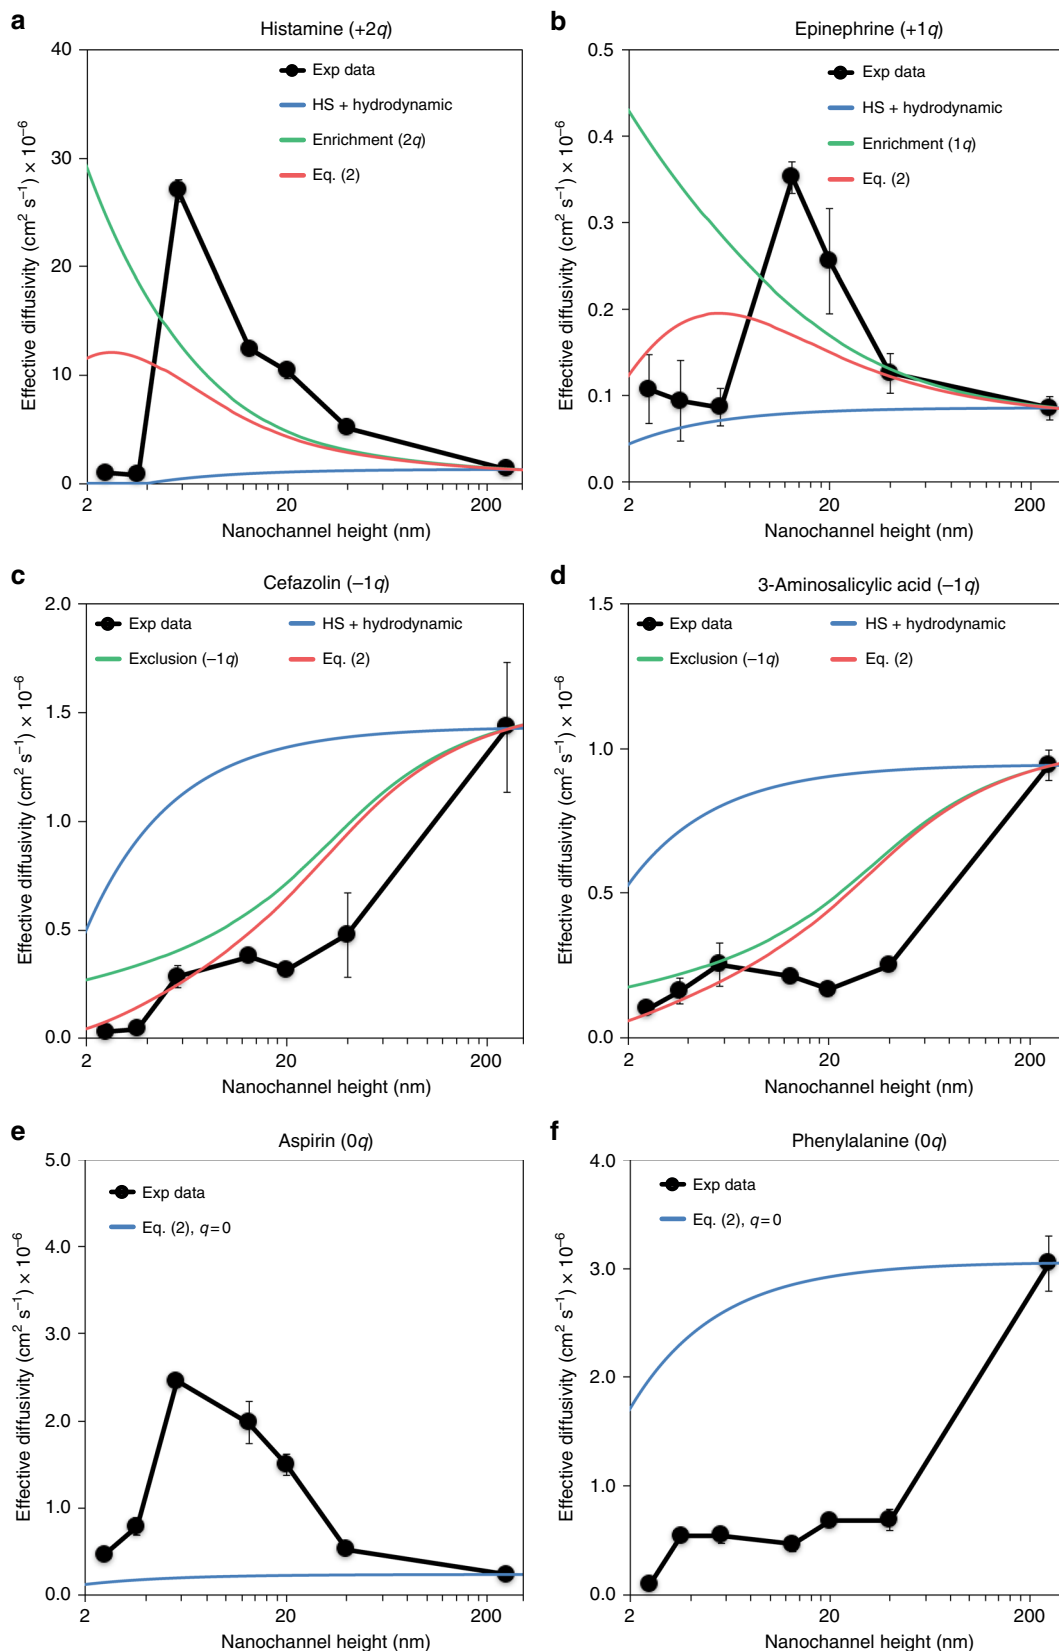 a
Histamine (+2q)
40
30
20
10
0
Effective diffusivity (cm² s⁻¹) × 10⁻⁶
Exp data
HS + hydrodynamic
Enrichment (2q)
Eq. (2)
2
20
200
Nanochannel height (nm)
b
Epinephrine (+1q)
0.5
0.4
0.3
0.2
0.1
0.0
Effective diffusivity (cm² s⁻¹) × 10⁻⁶
Exp data
HS + hydrodynamic
Enrichment (1q)
Eq. (2)
2
20
200
Nanochannel height (nm)
c
Cefazolin (–1q)
2.0
1.5
1.0
0.5
0.0
Effective diffusivity (cm² s⁻¹) × 10⁻⁶
Exp data
HS + hydrodynamic
Exclusion (–1q)
Eq. (2)
2
20
200
Nanochannel height (nm)
d
3-Aminosalicylic acid (–1q)
1.5
1.0
0.5
0.0
Effective diffusivity (cm² s⁻¹) × 10⁻⁶
Exp data
HS + hydrodynamic
Exclusion (–1q)
Eq. (2)
2
20
200
Nanochannel height (nm)
e
Aspirin (0q)
5.0
4.0
3.0
2.0
1.0
0.0
Effective diffusivity (cm² s⁻¹) × 10⁻⁶
Exp data
Eq. (2), q=0
2
20
200
Nanochannel height (nm)
f
Phenylalanine (0q)
4.0
3.0
2.0
1.0
0.0
Effective diffusivity (cm² s⁻¹) × 10⁻⁶
Exp data
Eq. (2), q=0
2
20
200
Nanochannel height (nm)